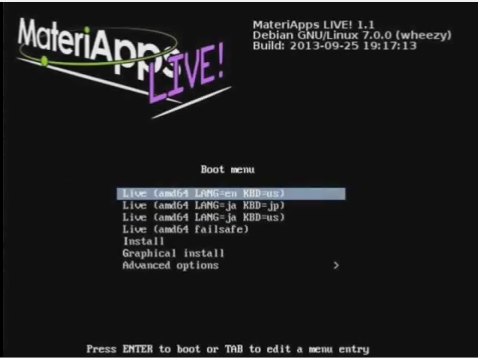 MateriApps LIVE!
MateriApps LIVE! 1.1
Debian GNU/Linux 7.0.0 (wheezy)
Build: 2013-09-25 19:17:13
Boot menu
Live (amd64 LANG=en KBD=us)
Live (amd64 LANG=ja KBD=jp)
Live (amd64 LANG=ja KBD=us)
Live (amd64 failsafe)
Install
Graphical install
Advanced options >
Press ENTER to boot or TAB to edit a menu entry